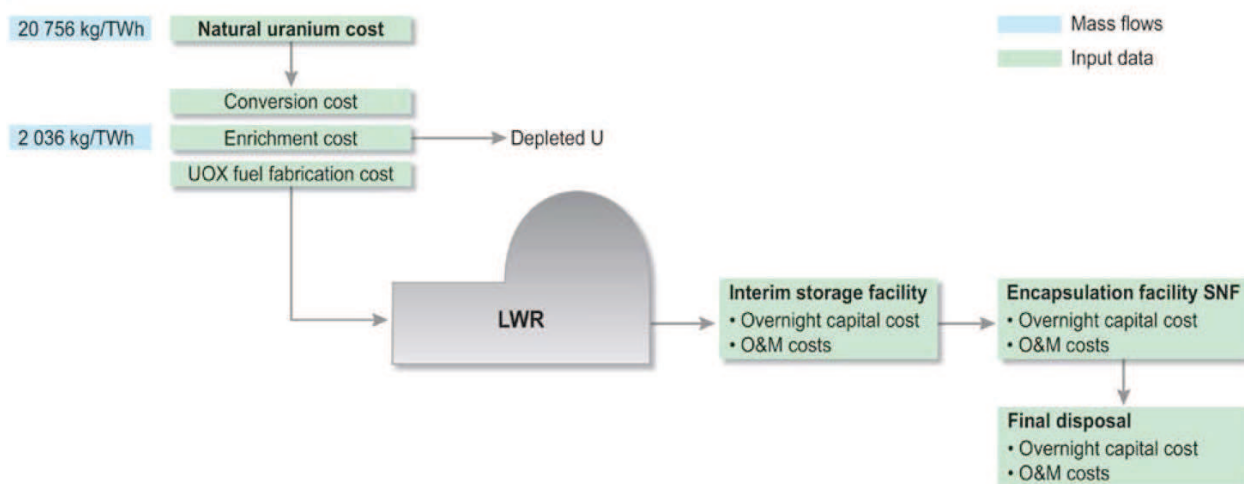 20 756 kg/TWh
Natural uranium cost
Mass flows
Input data
Conversion cost
2 036 kg/TWh
Enrichment cost
Depleted U
UOX fuel fabrication cost
LWR
Interim storage facility
• Overnight capital cost
• O&M costs
Encapsulation facility SNF
• Overnight capital cost
• O&M costs
Final disposal
• Overnight capital cost
• O&M costs